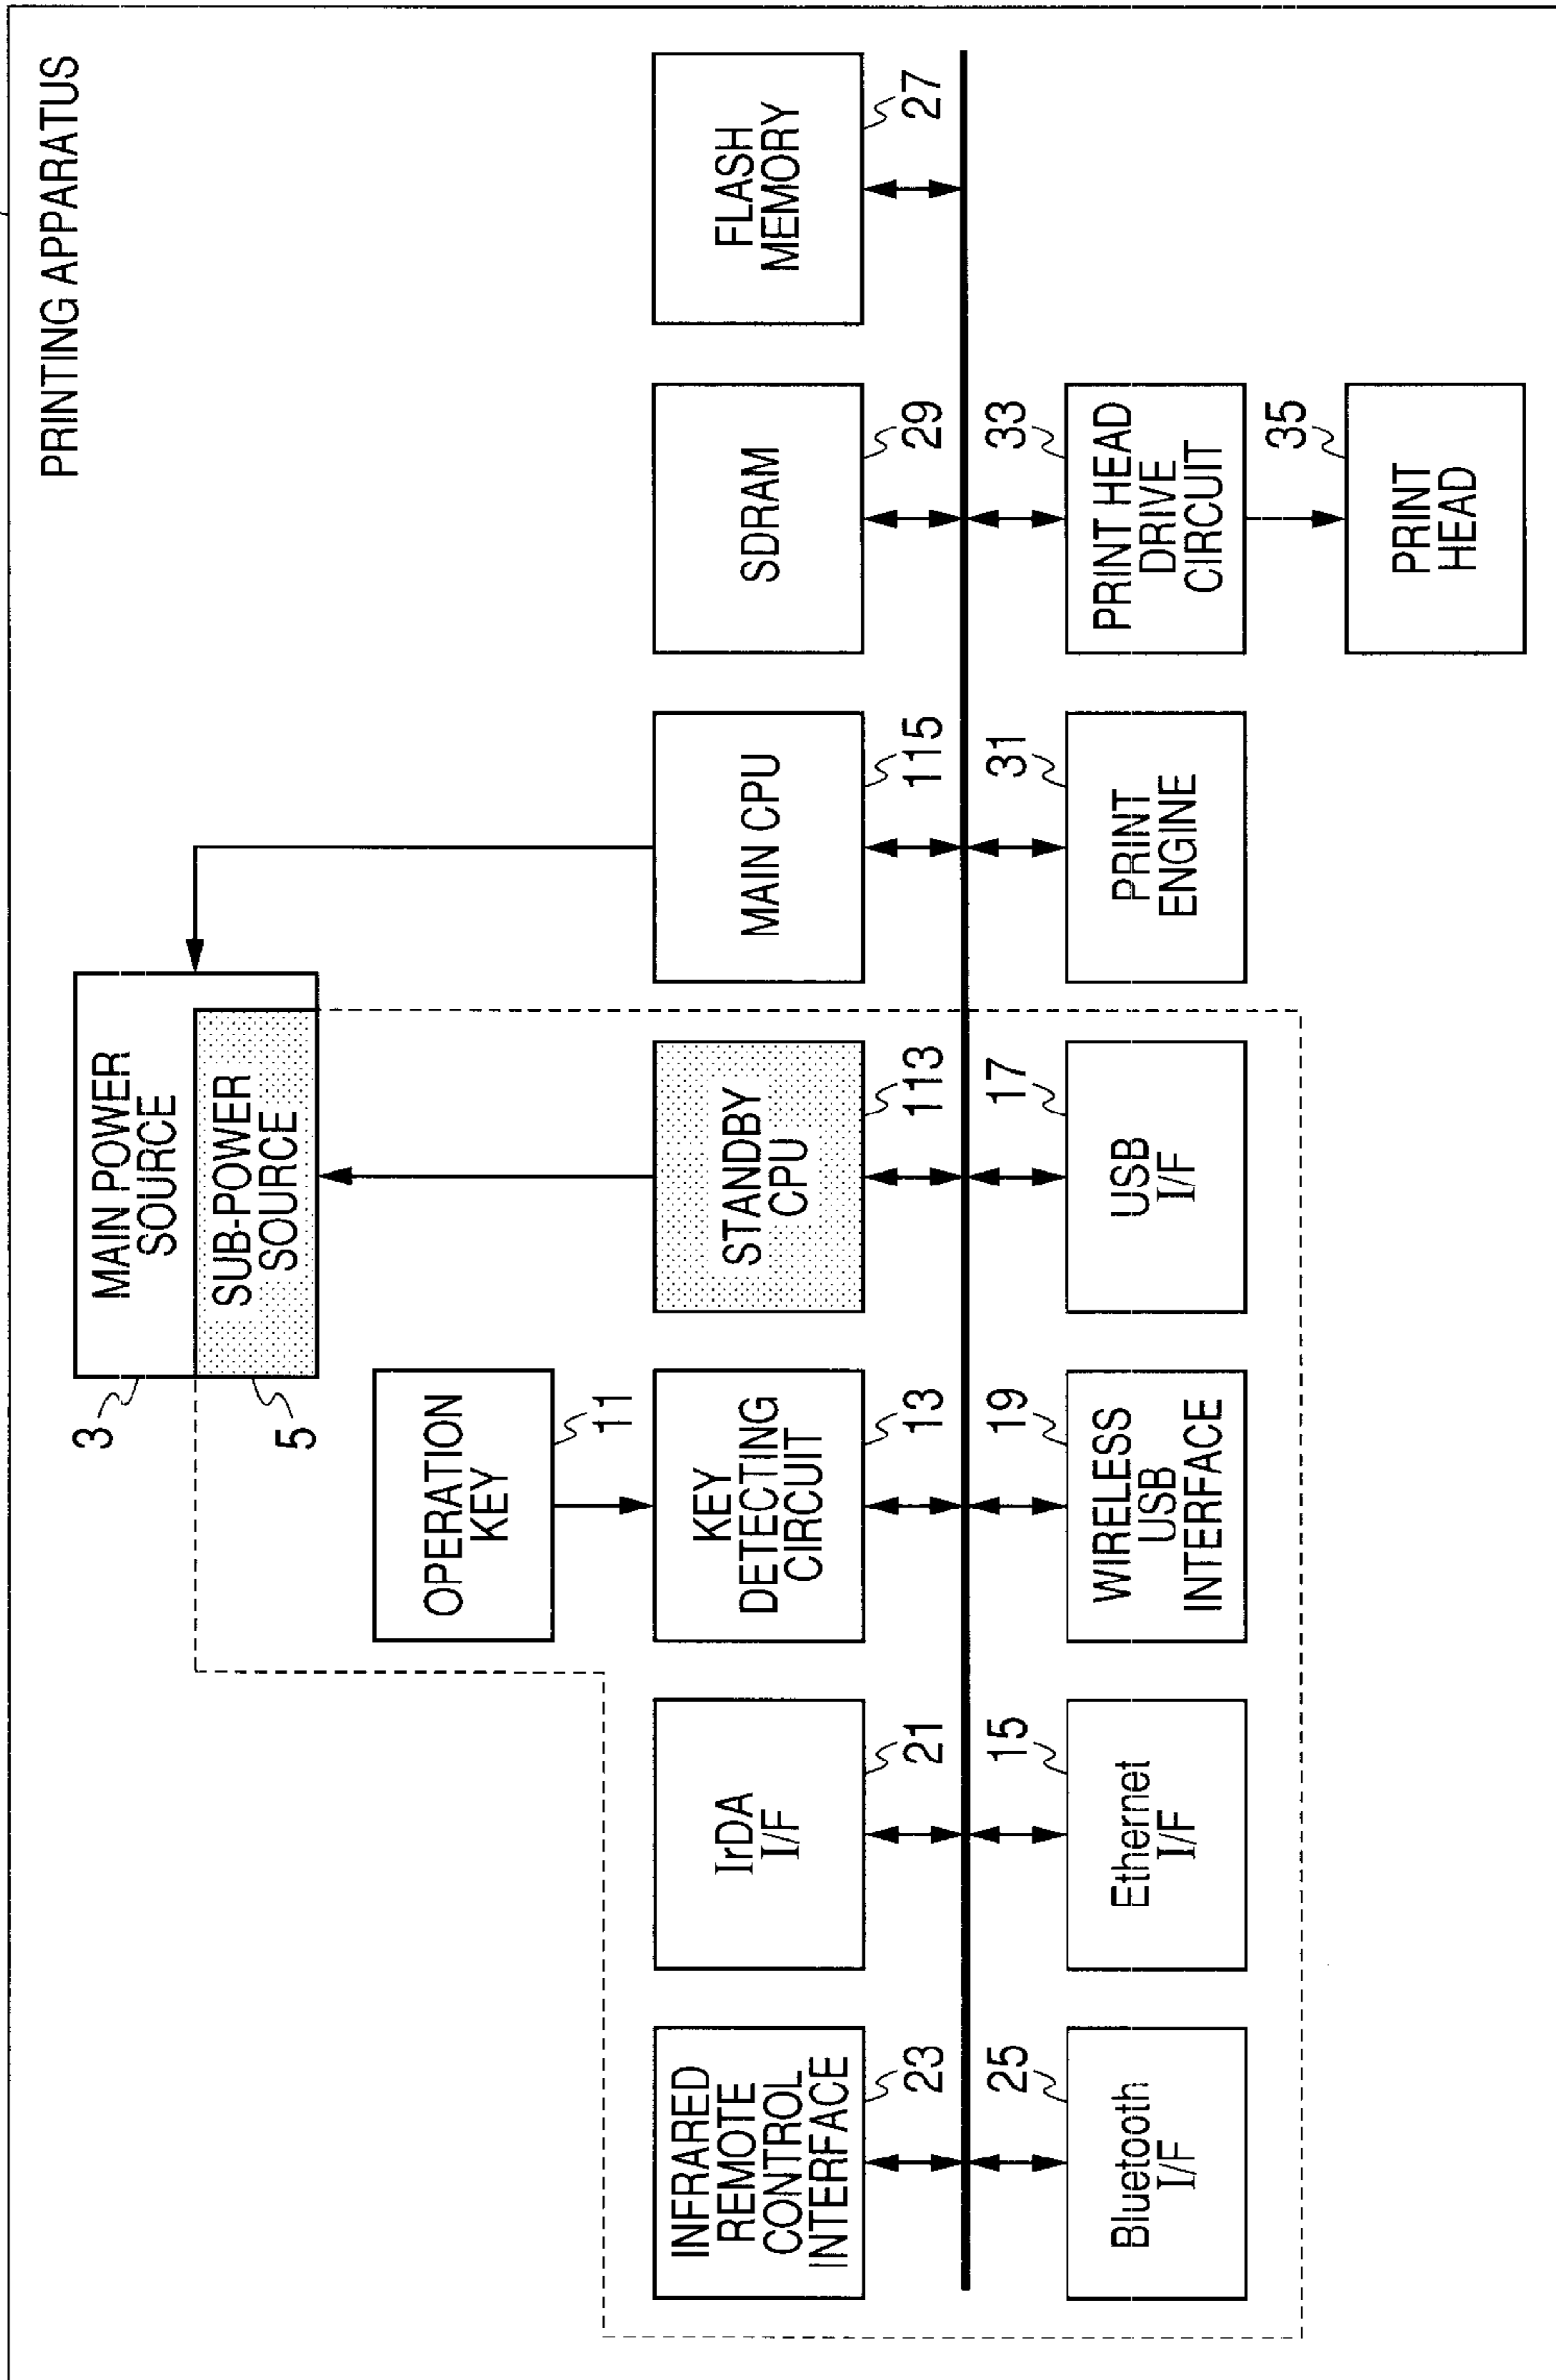 PRINTING APPARATUS
MAIN POWER
SOURCE
3
SUB-POWER
SOURCE
5
OPERATION
KEY
11
INFRARED
REMOTE
CONTROL
INTERFACE
23
IrDA
I/F
21
KEY
DETECTING
CIRCUIT
13
STANDBY
CPU
113
MAIN CPU
115
SDRAM
29
FLASH
MEMORY
27
Bluetooth
I/F
25
Ethernet
I/F
15
WIRELESS
USB
INTERFACE
19
USB
I/F
17
PRINT
ENGINE
31
PRINT HEAD
DRIVE
CIRCUIT
33
PRINT
HEAD
35